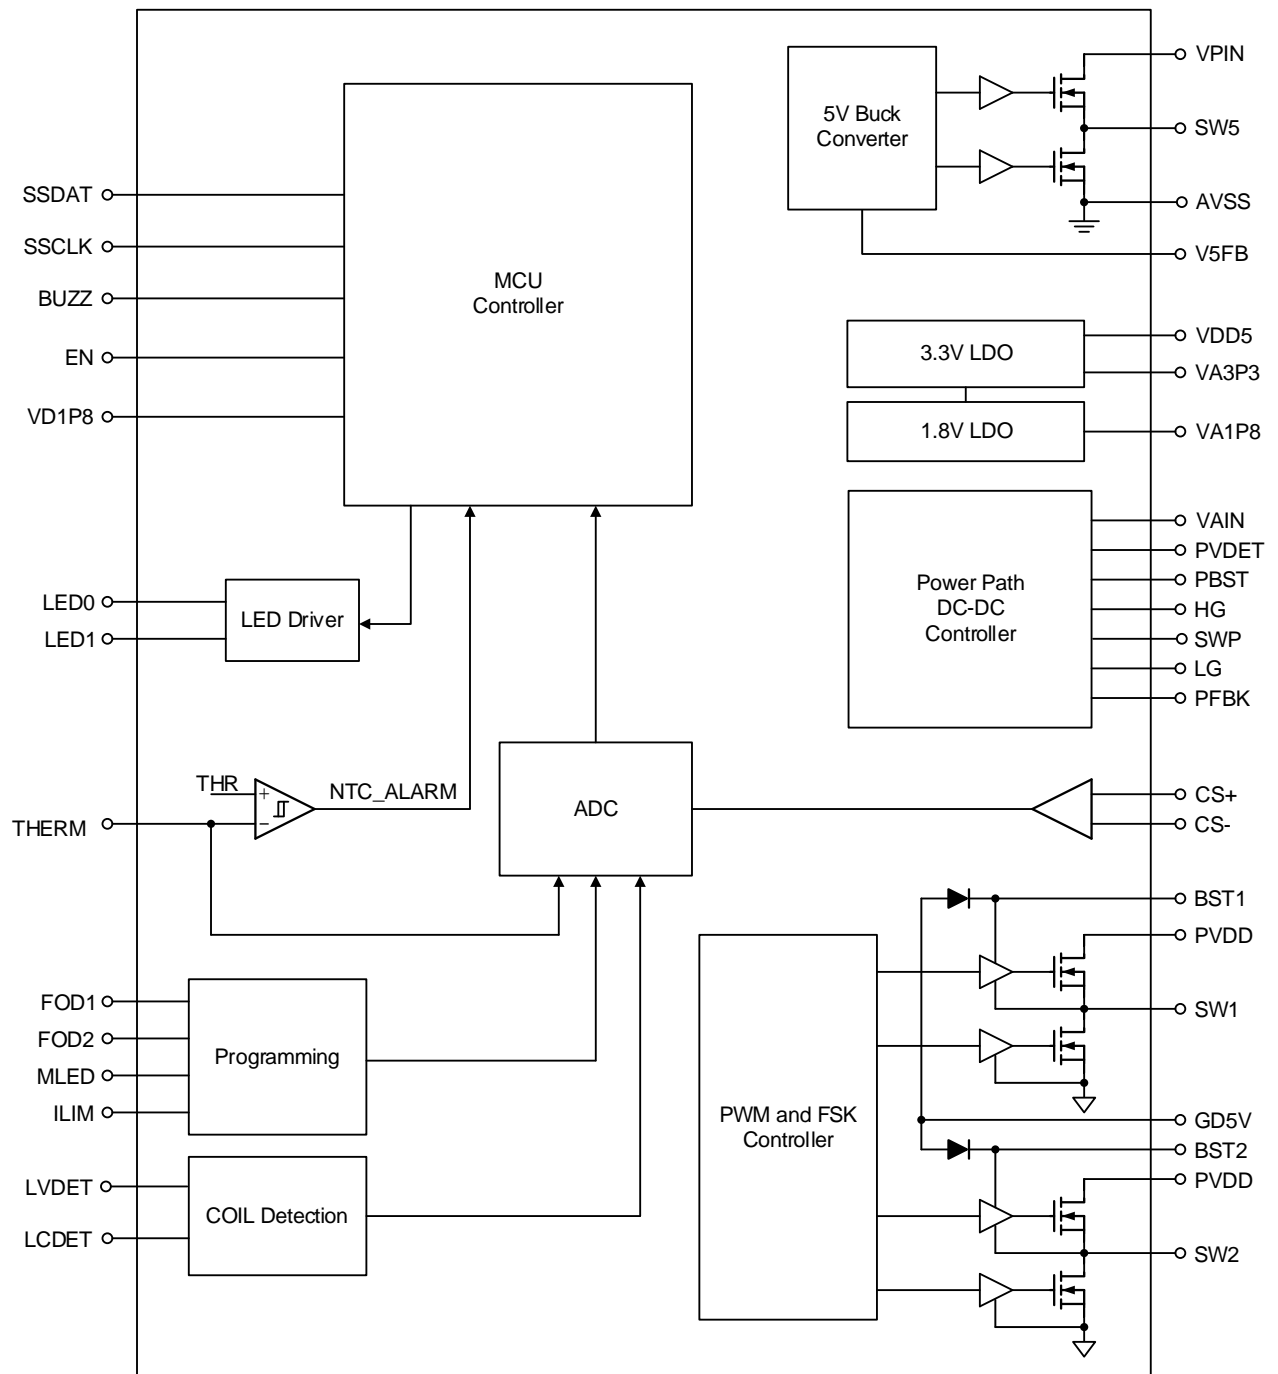 VPIN
5V Buck
Converter
SW5
AVSS
V5FB
SSDAT
SSCLK
BUZZ
EN
VD1P8
MCU
Controller
3.3V LDO
VDD5
VA3P3
1.8V LDO
VA1P8
Power Path
DC-DC
Controller
VAIN
PVDET
PBST
HG
SWP
LG
PFBK
LED0
LED1
LED Driver
THR
+
−
NTC_ALARM
THERM
ADC
CS+
CS-
FOD1
FOD2
MLED
ILIM
Programming
LVDET
LCDET
COIL Detection
PWM and FSK
Controller
BST1
PVDD
SW1
GD5V
BST2
PVDD
SW2